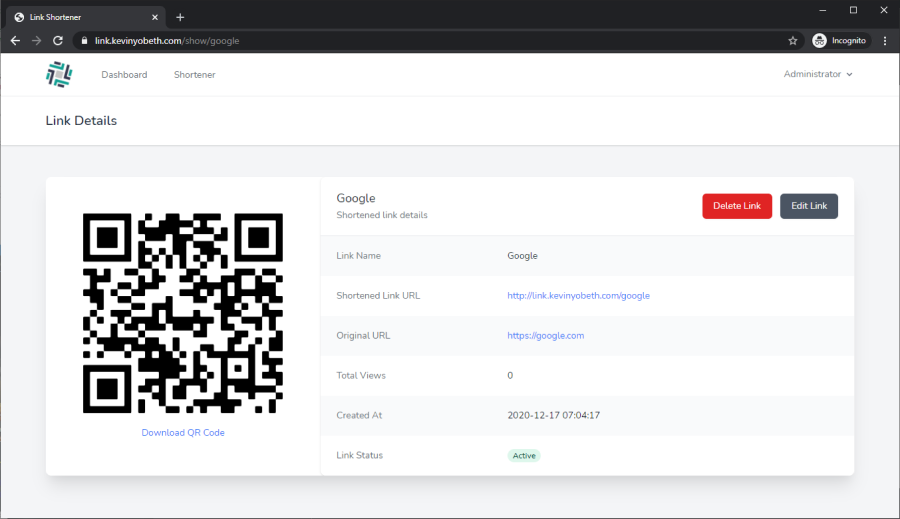 Link Shortener
link.kevinyobeth.com/show/google
Incognito
Dashboard
Shortener
Administrator
Link Details
Google
Shortened link details
Delete Link
Edit Link
Link Name
Google
Shortened Link URL
http://link.kevinyobeth.com/google
Original URL
https://google.com
Total Views
0
Created At
2020-12-17 07:04:17
Link Status
Active
Download QR Code